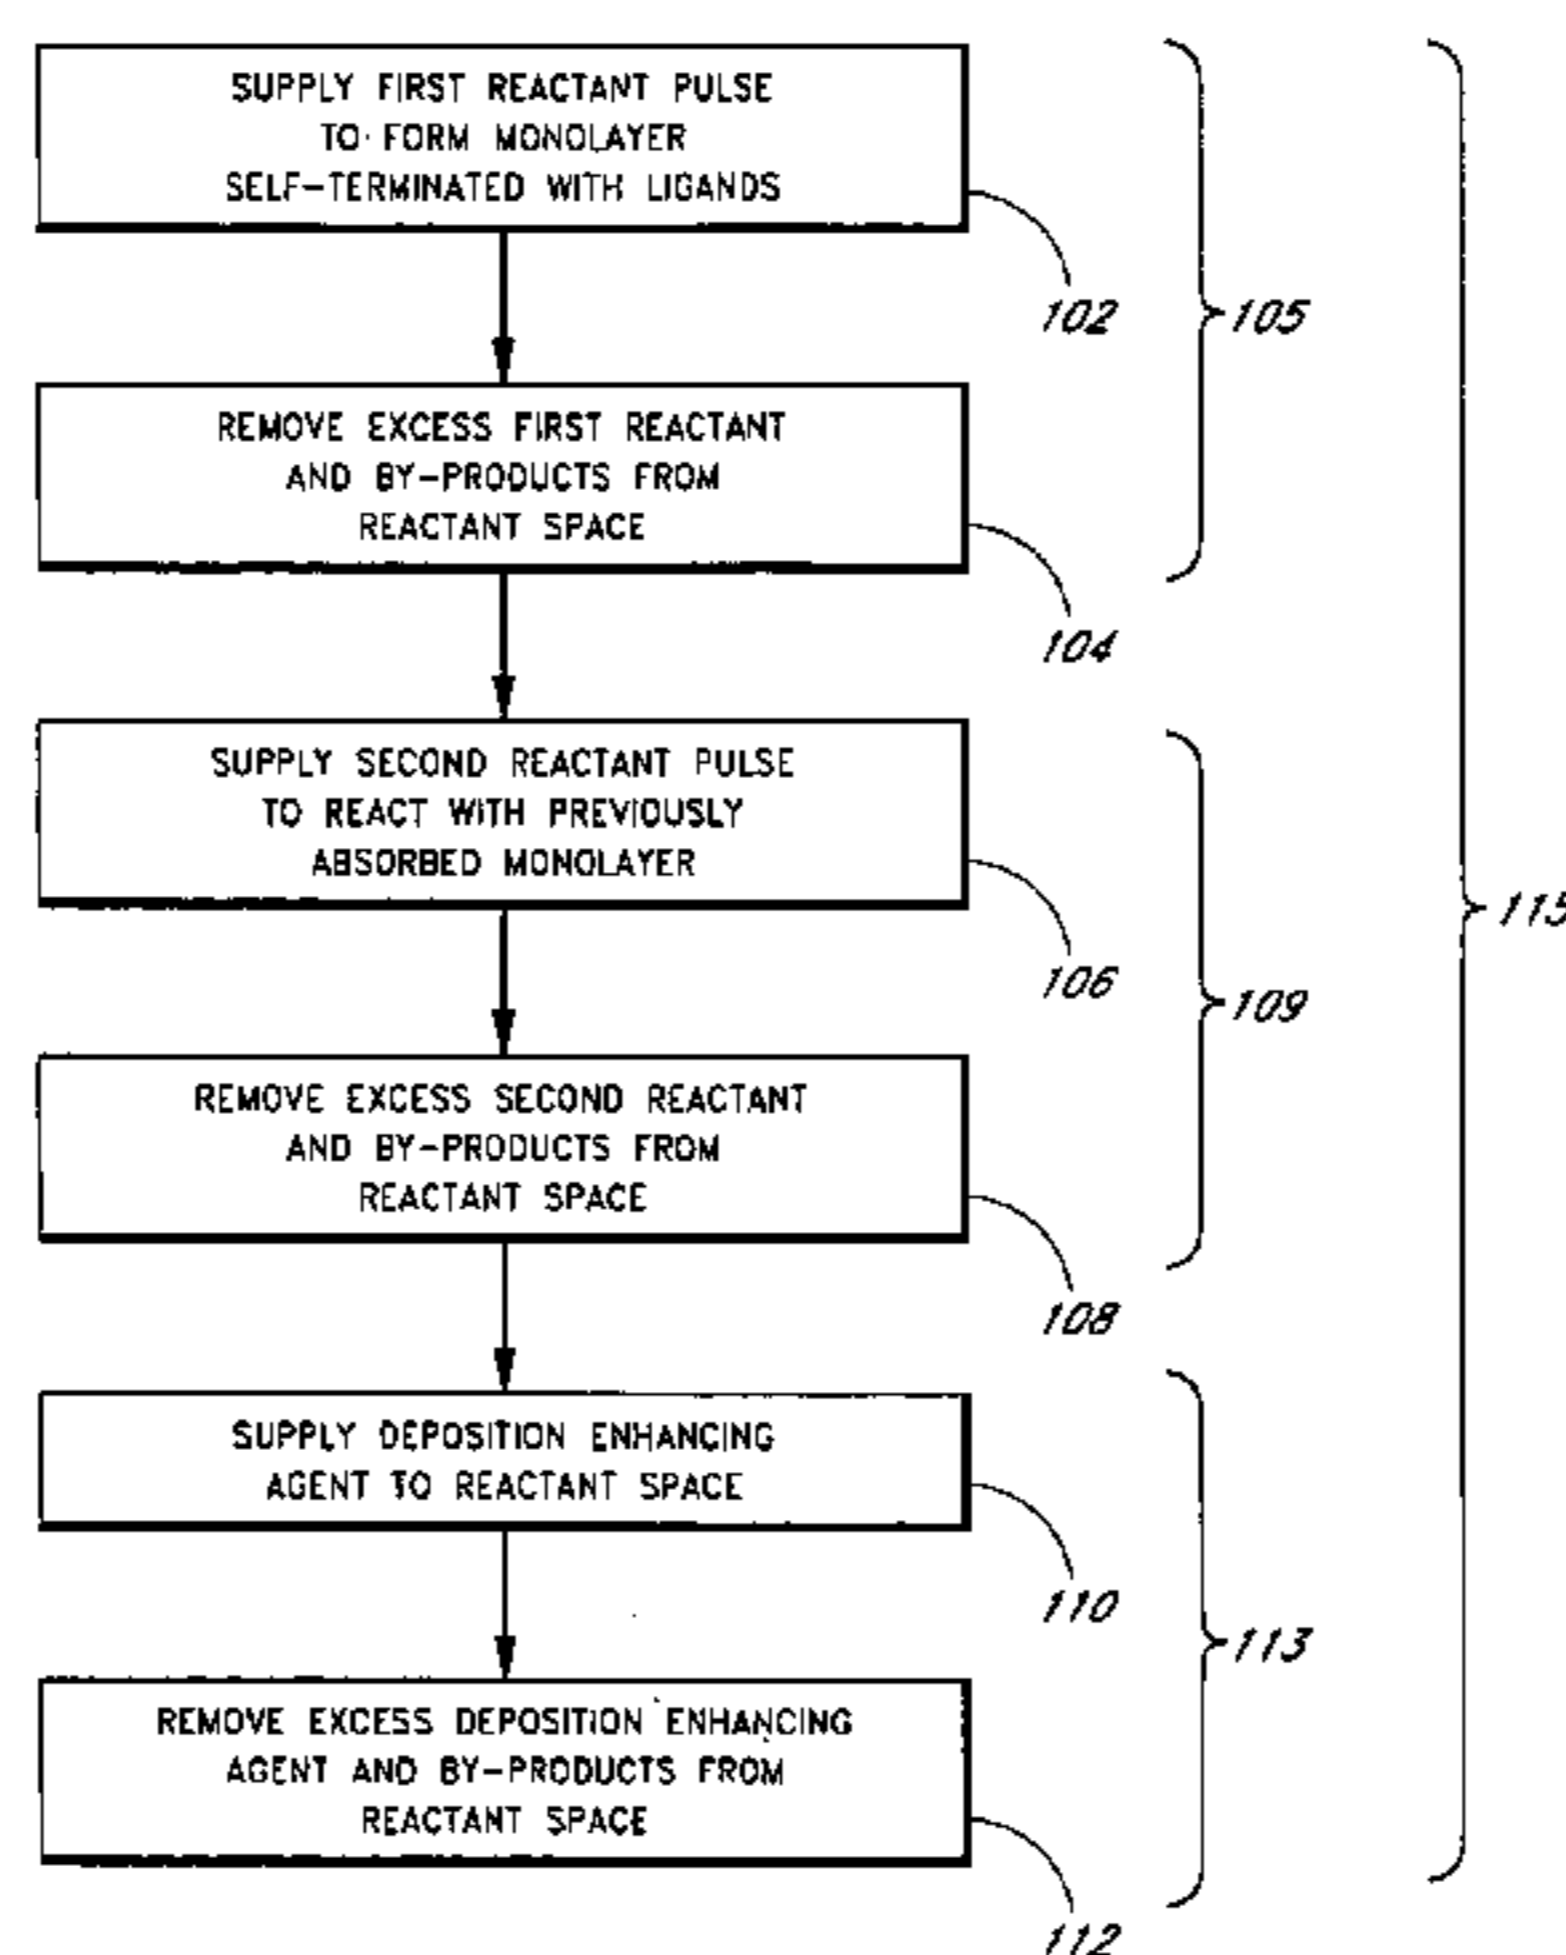 SUPPLY FIRST REACTANT PULSE
TO FORM MONOLAYER
SELF-TERMINATED WITH LIGANDS
102
105
REMOVE EXCESS FIRST REACTANT
AND BY-PRODUCTS FROM
REACTANT SPACE
104
SUPPLY SECOND REACTANT PULSE
TO REACT WITH PREVIOUSLY
ABSORBED MONOLAYER
106
109
115
REMOVE EXCESS SECOND REACTANT
AND BY-PRODUCTS FROM
REACTANT SPACE
108
SUPPLY DEPOSITION ENHANCING
AGENT TO REACTANT SPACE
110
113
REMOVE EXCESS DEPOSITION ENHANCING
AGENT AND BY-PRODUCTS FROM
REACTANT SPACE
112